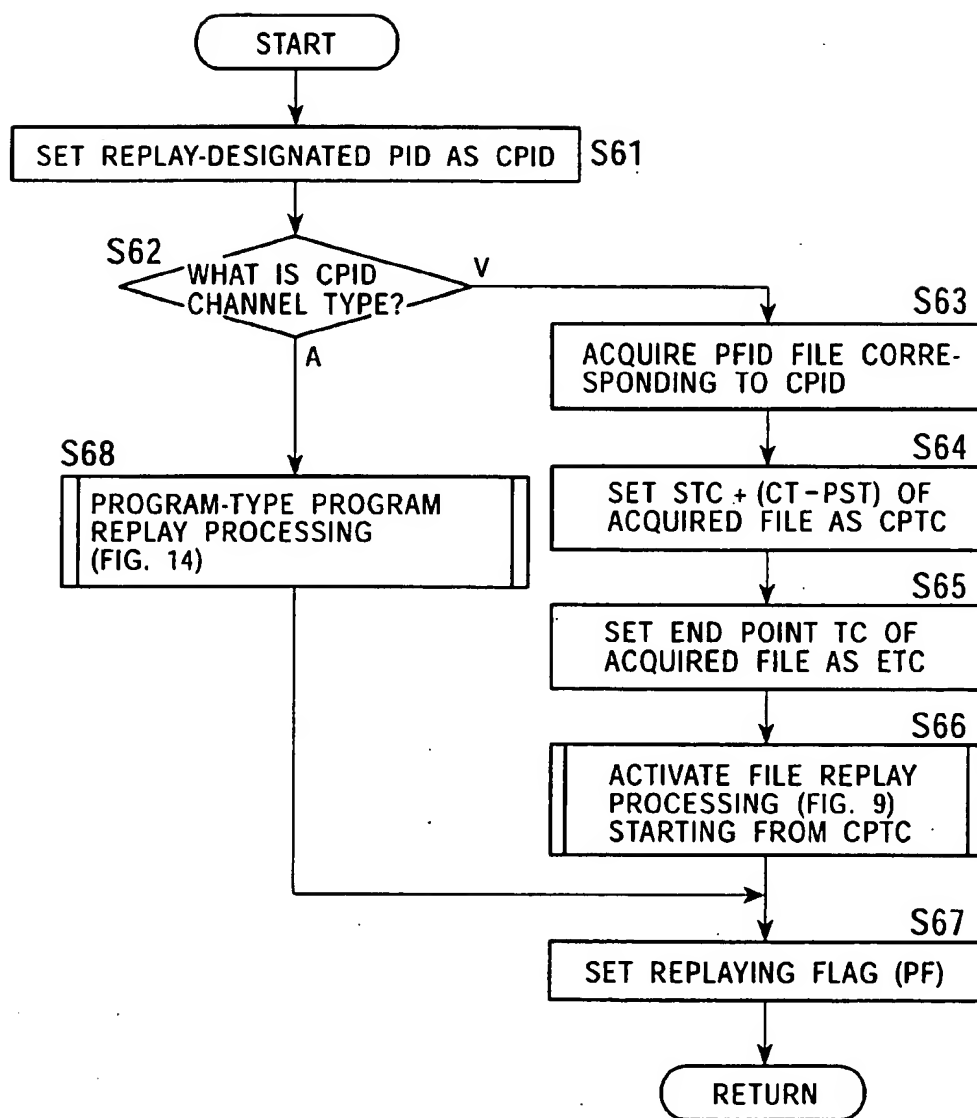 START
SET REPLAY-DESIGNATED PID AS CPID
S61
S62
WHAT IS CPID
CHANNEL TYPE?
V
A
S63
ACQUIRE PFID FILE CORRE-
SPONDING TO CPID
S64
SET STC + (CT-PST) OF
ACQUIRED FILE AS CPTC
S65
SET END POINT TC OF
ACQUIRED FILE AS ETC
S66
ACTIVATE FILE REPLAY
PROCESSING (FIG. 9)
STARTING FROM CPTC
S68
PROGRAM-TYPE PROGRAM
REPLAY PROCESSING
(FIG. 14)
S67
SET REPLAYING FLAG (PF)
RETURN